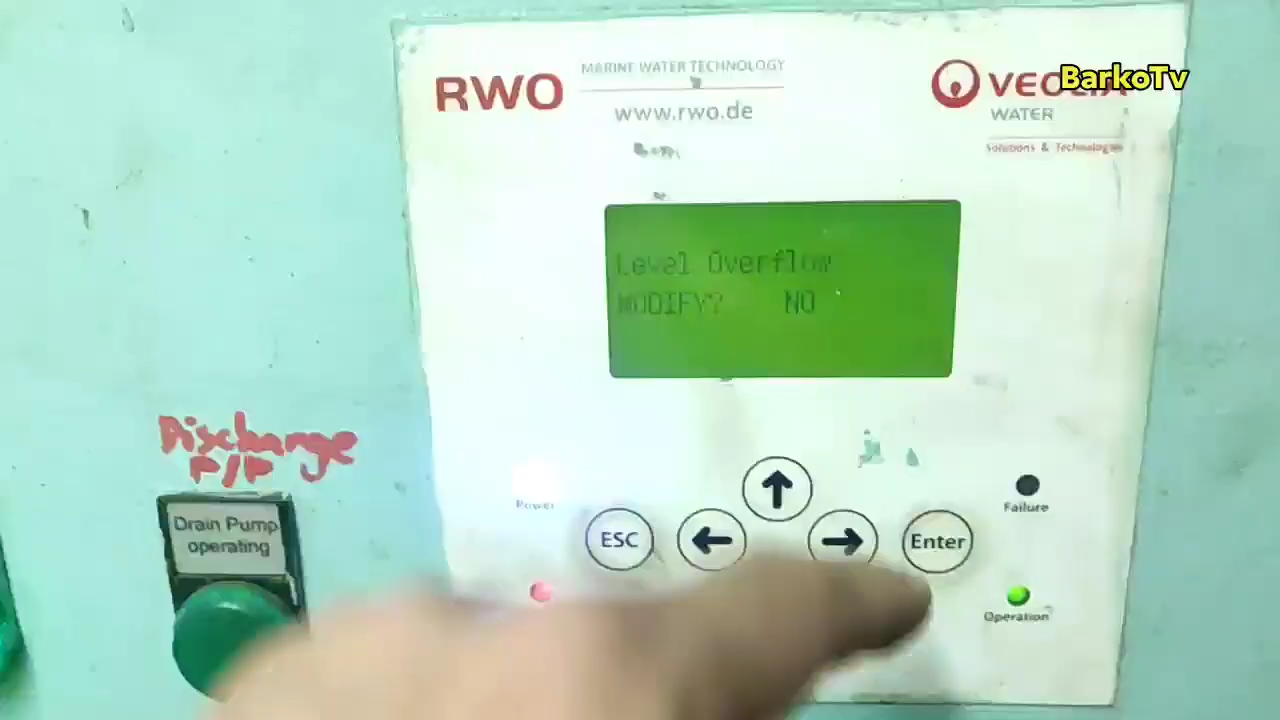 RWO
MARINE WATER TECHNOLOGY
www.rwo.de
VEOLIA
WATER
Solutions & Technologies
BarkoTv
Level Overflow
MODIFY? NO
Discharge
P/P
Drain Pump
operating
Power
ESC
Enter
Failure
Operation